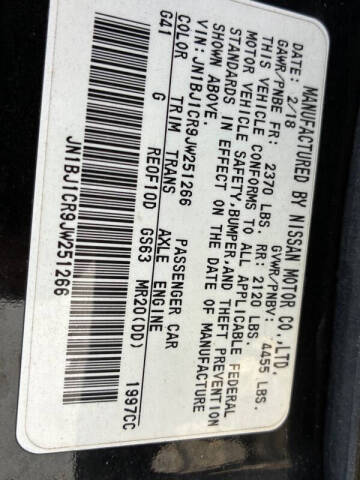 MANUFACTURED BY NISSAN MOTOR CO.,LTD.
DATE: 2/18 GVWR/PNBV: 4455 LBS.
GAWR/PNBE FR: 2370 LBS. RR: 2120 LBS.
THIS VEHICLE CONFORMS TO ALL APPLICABLE FEDERAL
MOTOR VEHICLE SAFETY,BUMPER,AND THEFT PREVENTION
STANDARDS IN EFFECT ON THE DATE OF MANUFACTURE
SHOWN ABOVE.
VIN:JN1BJ1CR9JW251266 PASSENGER CAR
COLOR TRIM TRANS AXLE ENGINE
G41 G RE0F10D GS63 MR20(DD) 1997CC
JN1BJ1CR9JW251266